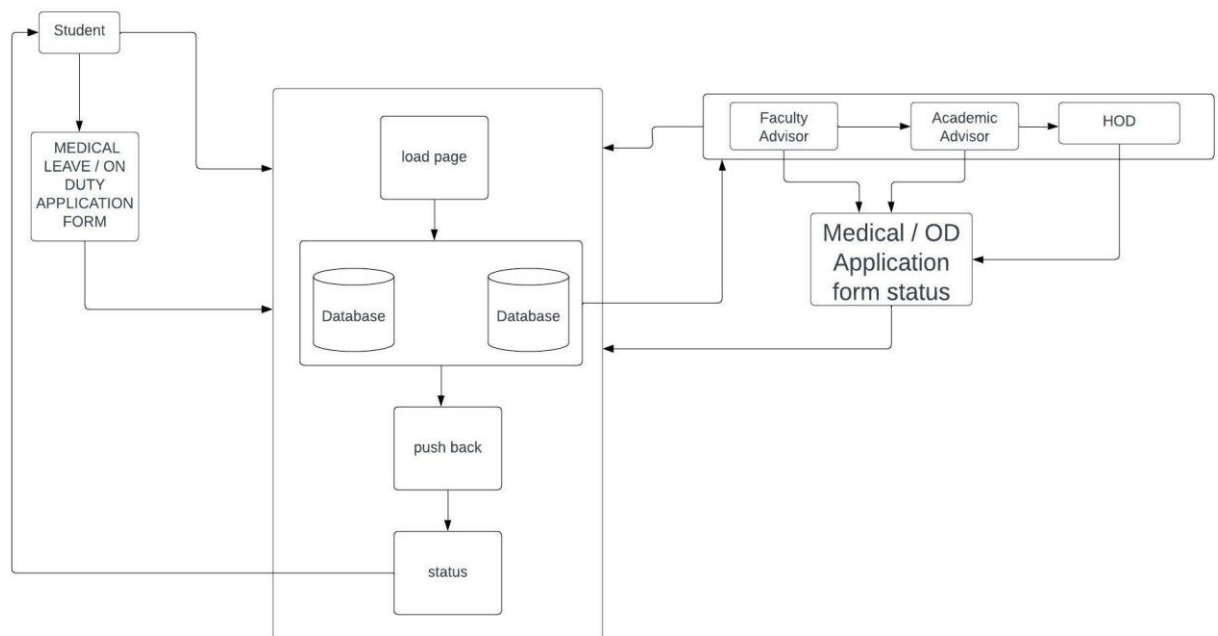 Student
MEDICAL
LEAVE / ON
DUTY
APPLICATION
FORM
load page
Database
Database
push back
status
Faculty
Advisor
Academic
Advisor
HOD
Medical / OD
Application
form status